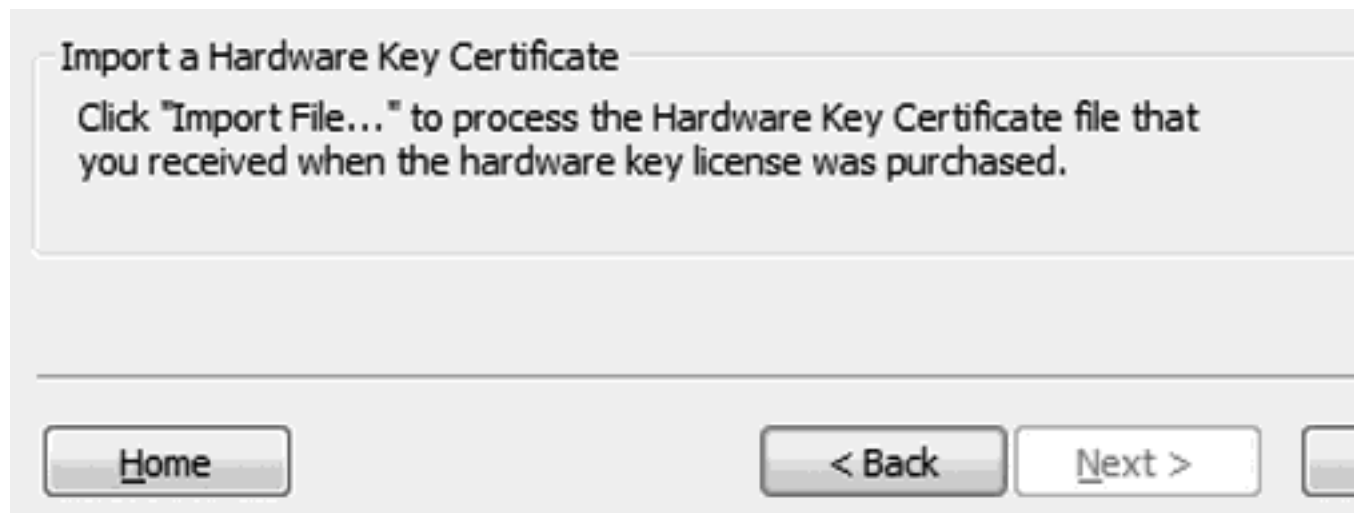 Import a Hardware Key Certificate
Click "Import File..." to process the Hardware Key Certificate file that
you received when the hardware key license was purchased.
Home
< Back
Next >